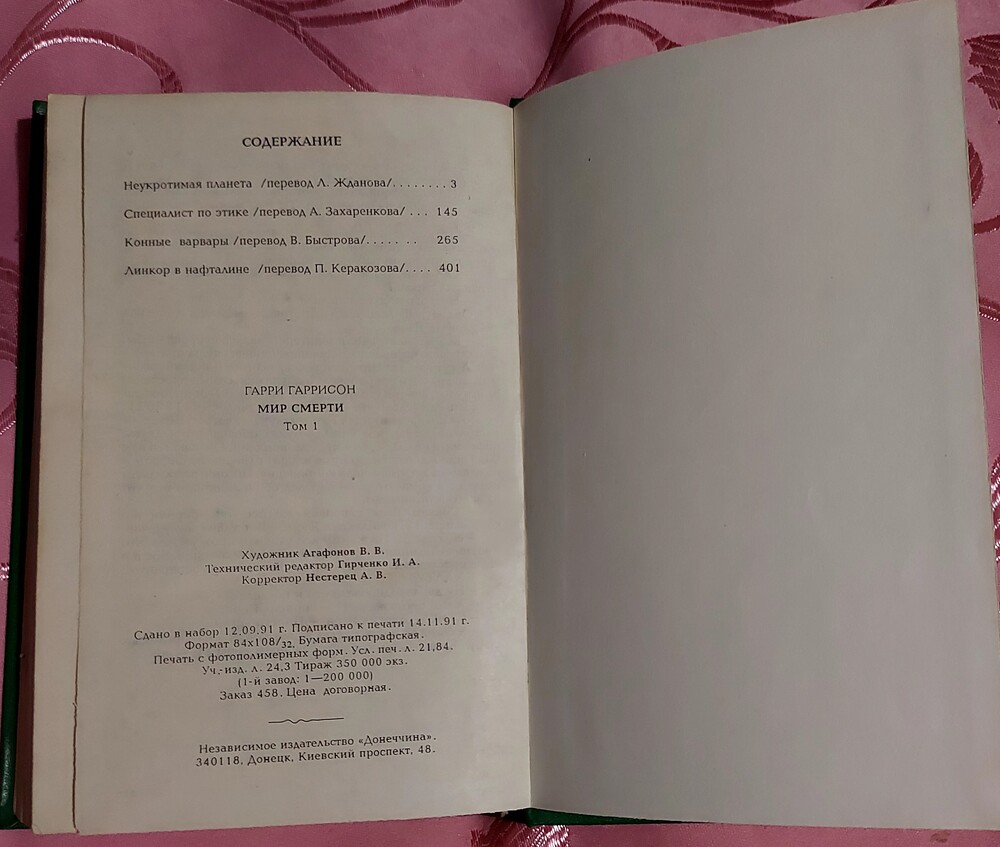 СОДЕРЖАНИЕ
Неукротимая планета /перевод Л. Жданова/. . . . . . . . 3
Специалист по этике /перевод А. Захаренкова/ . . . 145
Конные варвары /перевод В. Быстрова/. . . . . . . 265
Линкор в нафталине /перевод П. Керакозова/. . . . 401
ГАРРИ ГАРРИСОН
МИР СМЕРТИ
Том 1
Художник Агафонов В. В.
Технический редактор Гирченко И. А.
Корректор Нестерец А. В.
Сдано в набор 12.09.91 г. Подписано к печати 14.11.91 г.
Формат 84х108/32. Бумага типографская.
Печать с фотополимерных форм. Усл. печ. л. 21,84.
Уч.-изд. л. 24,3 Тираж 350 000 экз.
(1-й завод: 1—200 000)
Заказ 458. Цена договорная.
Независимое издательство «Донеччина».
340118, Донецк, Киевский проспект, 48.